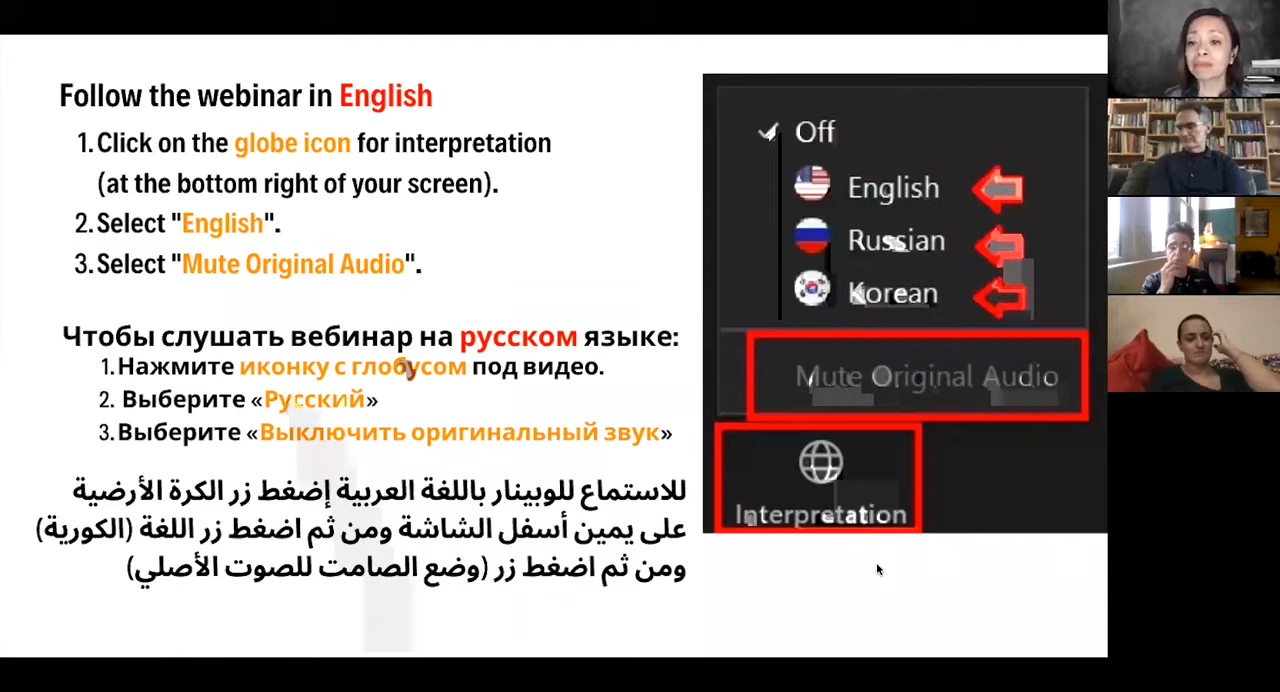 Follow the webinar in English
1. Click on the globe icon for interpretation
(at the bottom right of your screen).
2. Select "English".
3. Select "Mute Original Audio".
Чтобы слушать вебинар на русском языке:
1. Нажмите иконку с глобусом под видео.
2. Выберите «Русский»
3. Выберите «Выключить оригинальный звук»
للاستماع للوبينار باللغة العربية إضغط زر الكرة الأرضية
على يمين أسفل الشاشة ومن ثم اضغط زر اللغة (الكورية)
ومن ثم اضغط زر (وضع الصامت للصوت الأصلي)
Off
English
Russian
Korean
Mute Original Audio
Interpretation